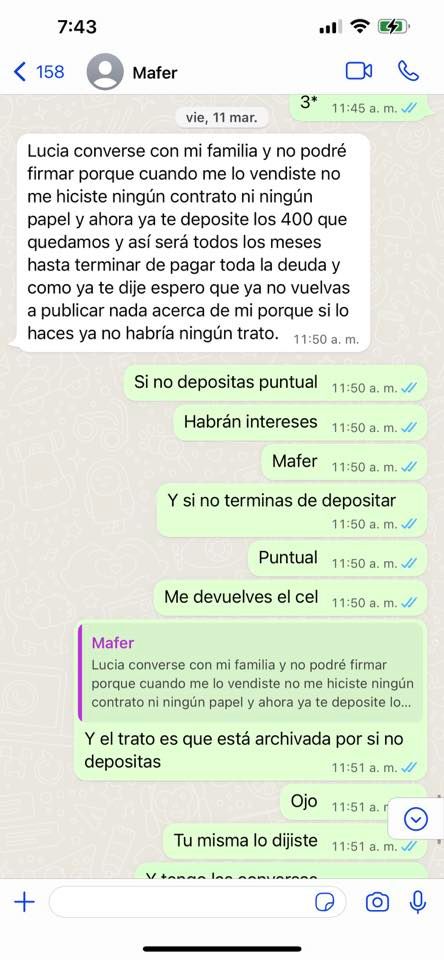 7:43
158
Mafer
3*
11:45 a. m.
vie, 11 mar.
Lucia converse con mi familia y no podré
firmar porque cuando me lo vendiste no
me hiciste ningún contrato ni ningún
papel y ahora ya te deposite los 400 que
quedamos y así será todos los meses
hasta terminar de pagar toda la deuda y
como ya te dije espero que ya no vuelvas
a publicar nada acerca de mi porque si lo
haces ya no habría ningún trato.
11:50 a. m.
Si no depositas puntual
11:50 a. m.
Habrán intereses
11:50 a. m.
Mafer
11:50 a. m.
Y si no terminas de depositar
11:50 a. m.
Puntual
11:50 a. m.
Me devuelves el cel
11:50 a. m.
Mafer
Lucia converse con mi familia y no podré firmar
porque cuando me lo vendiste no me hiciste ningún
contrato ni ningún papel y ahora ya te deposite lo...
Y el trato es que está archivada por si no
depositas
11:51 a. m.
Ojo
11:51 a.
Tu misma lo dijiste
11:51 a. m.
Y tengo las conversas